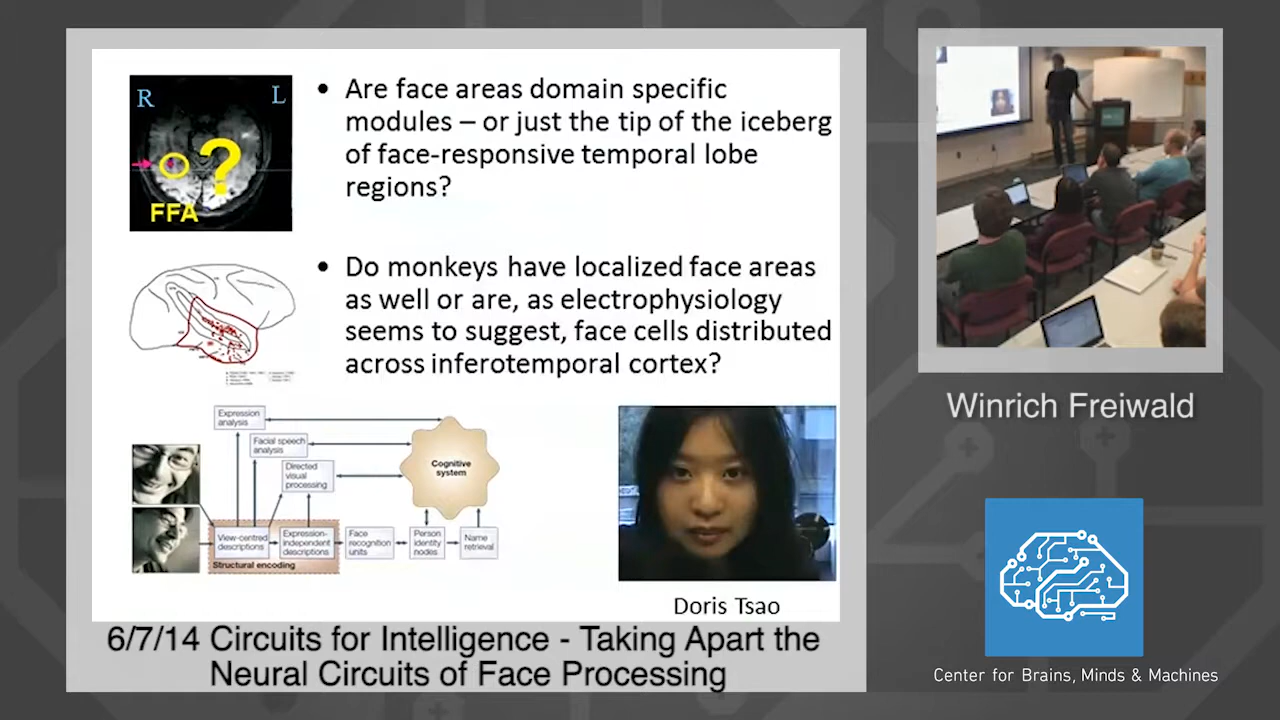 R
L
FFA
?
• Are face areas domain specific
modules – or just the tip of the iceberg
of face-responsive temporal lobe
regions?
• Do monkeys have localized face areas
as well or are, as electrophysiology
seems to suggest, face cells distributed
across inferotemporal cortex?
Expression
analysis
Facial speech
analysis
Directed
visual
processing
Cognitive
system
View-centred
descriptions
Expression-
independent
descriptions
Face
recognition
units
Person
identity
nodes
Name
retrieval
Structural encoding
Doris Tsao
6/7/14 Circuits for Intelligence - Taking Apart the
Neural Circuits of Face Processing
Winrich Freiwald
Center for Brains, Minds & Machines